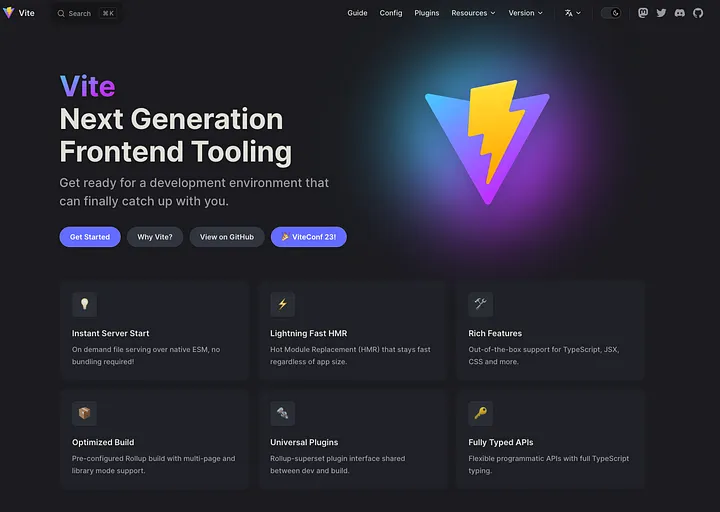 Vite
Search ⌘ K
Guide Config Plugins Resources Version
Vite
Next Generation
Frontend Tooling
Get ready for a development environment that
can finally catch up with you.
Get Started Why Vite? View on GitHub 🎉 ViteConf 23!
Instant Server Start
On demand file serving over native ESM, no
bundling required!
Lightning Fast HMR
Hot Module Replacement (HMR) that stays fast
regardless of app size.
Rich Features
Out-of-the-box support for TypeScript, JSX,
CSS and more.
Optimized Build
Pre-configured Rollup build with multi-page and
library mode support.
Universal Plugins
Rollup-superset plugin interface shared
between dev and build.
Fully Typed APIs
Flexible programmatic APIs with full TypeScript
typing.